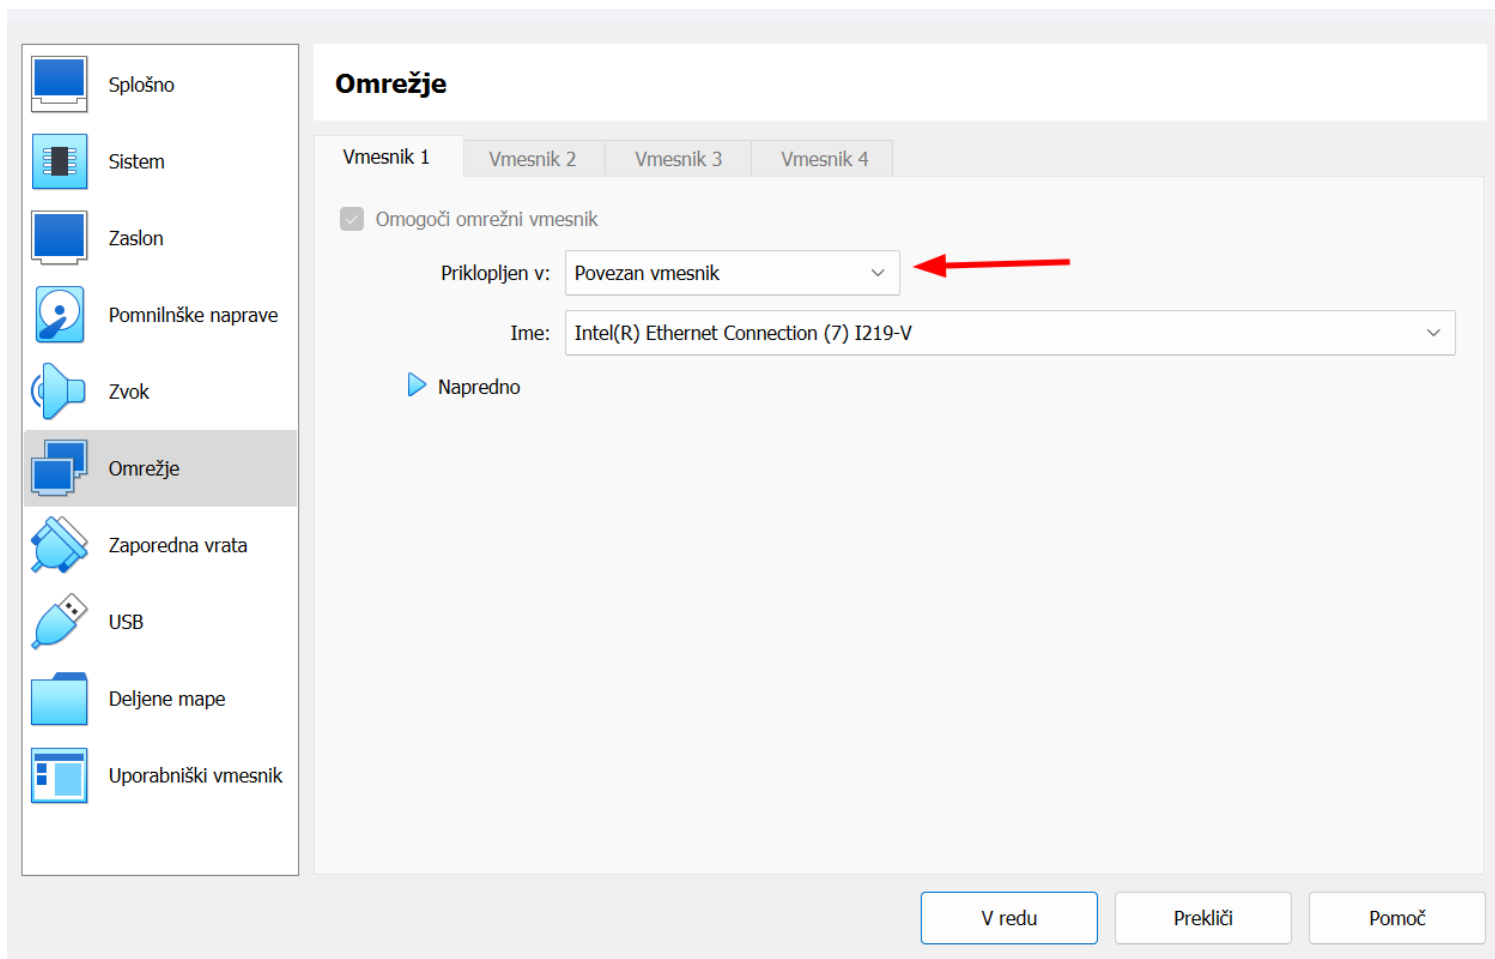 Splošno
Sistem
Zaslon
Pomnilnške naprave
Zvok
Omrežje
Zaporedna vrata
USB
Deljene mape
Uporabniški vmesnik
Omrežje
Vmesnik 1
Vmesnik 2
Vmesnik 3
Vmesnik 4
Omogoči omrežni vmesnik
Priklopljen v: Povezan vmesnik
Ime: Intel(R) Ethernet Connection (7) I219-V
Napredno
V redu
Prekliči
Pomoč